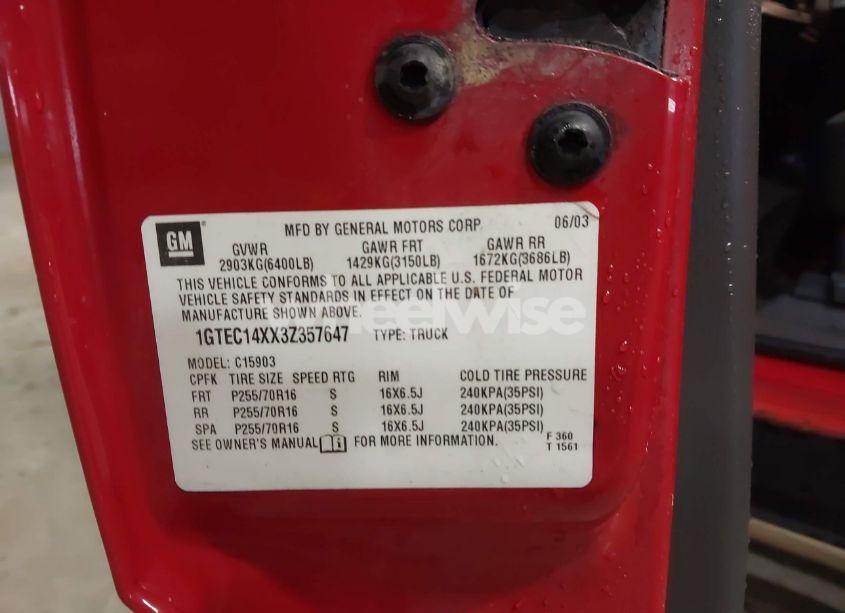 GM
MFD BY GENERAL MOTORS CORP. 06/03
GVWR GAWR FRT GAWR RR
2903KG(6400LB) 1429KG(3150LB) 1672KG(3686LB)
THIS VEHICLE CONFORMS TO ALL APPLICABLE U.S. FEDERAL MOTOR
VEHICLE SAFETY STANDARDS IN EFFECT ON THE DATE OF
MANUFACTURE SHOWN ABOVE.
1GTEC14XX3Z357647 TYPE: TRUCK
MODEL: C15903
CPFK TIRE SIZE SPEED RTG RIM COLD TIRE PRESSURE
FRT P255/70R16 S 16X6.5J 240KPA(35PSI)
RR P255/70R16 S 16X6.5J 240KPA(35PSI)
SPA P255/70R16 S 16X6.5J 240KPA(35PSI)
SEE OWNER'S MANUAL FOR MORE INFORMATION.
F 360
T 1561